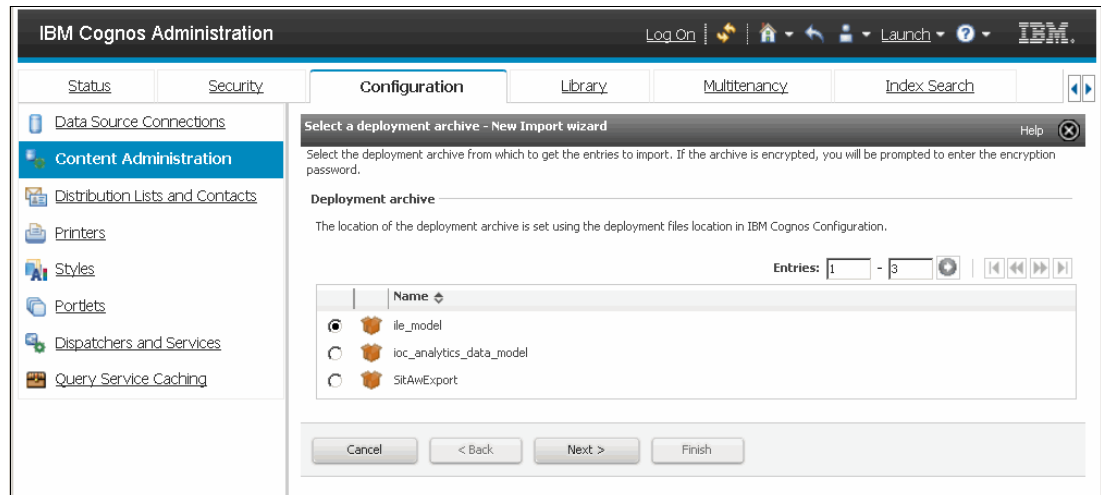 IBM Cognos Administration
Log On Launch IBM.
Status Security Configuration Library Multitenancy Index Search
Data Source Connections
Content Administration
Distribution Lists and Contacts
Printers
Styles
Portlets
Dispatchers and Services
Query Service Caching
Select a deployment archive - New Import wizard Help
Select the deployment archive from which to get the entries to import. If the archive is encrypted, you will be prompted to enter the encryption
password.
Deployment archive
The location of the deployment archive is set using the deployment files location in IBM Cognos Configuration.
Entries: 1 - 3
Name
ile_model
ioc_analytics_data_model
SitAwExport
Cancel < Back Next > Finish